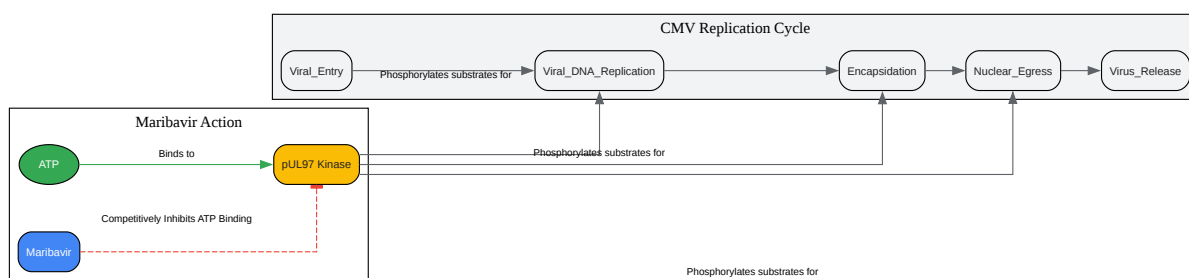 CMV Replication Cycle
Viral_Entry
Phosphorylates substrates for
Viral_DNA_Replication
Encapsidation
Nuclear_Egress
Virus_Release
Maribavir Action
ATP
Binds to
pUL97 Kinase
Phosphorylates substrates for
Competitively Inhibits ATP Binding
Maribavir
Phosphorylates substrates for